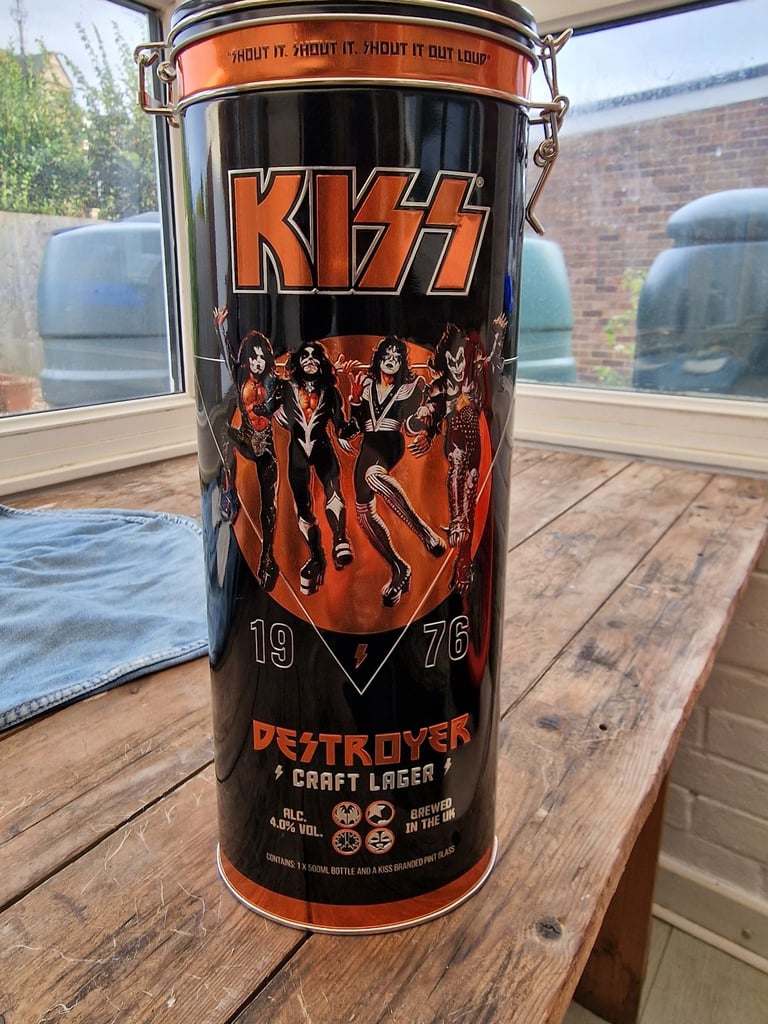 "SHOUT IT. SHOUT IT. SHOUT IT OUT LOUD"
KISS®
19 76
DESTROYER
CRAFT LAGER
ALC.
4.0% VOL.
BREWED
IN THE UK
CONTAINS: 1 X 500ML BOTTLE AND A KISS BRANDED PINT GLASS